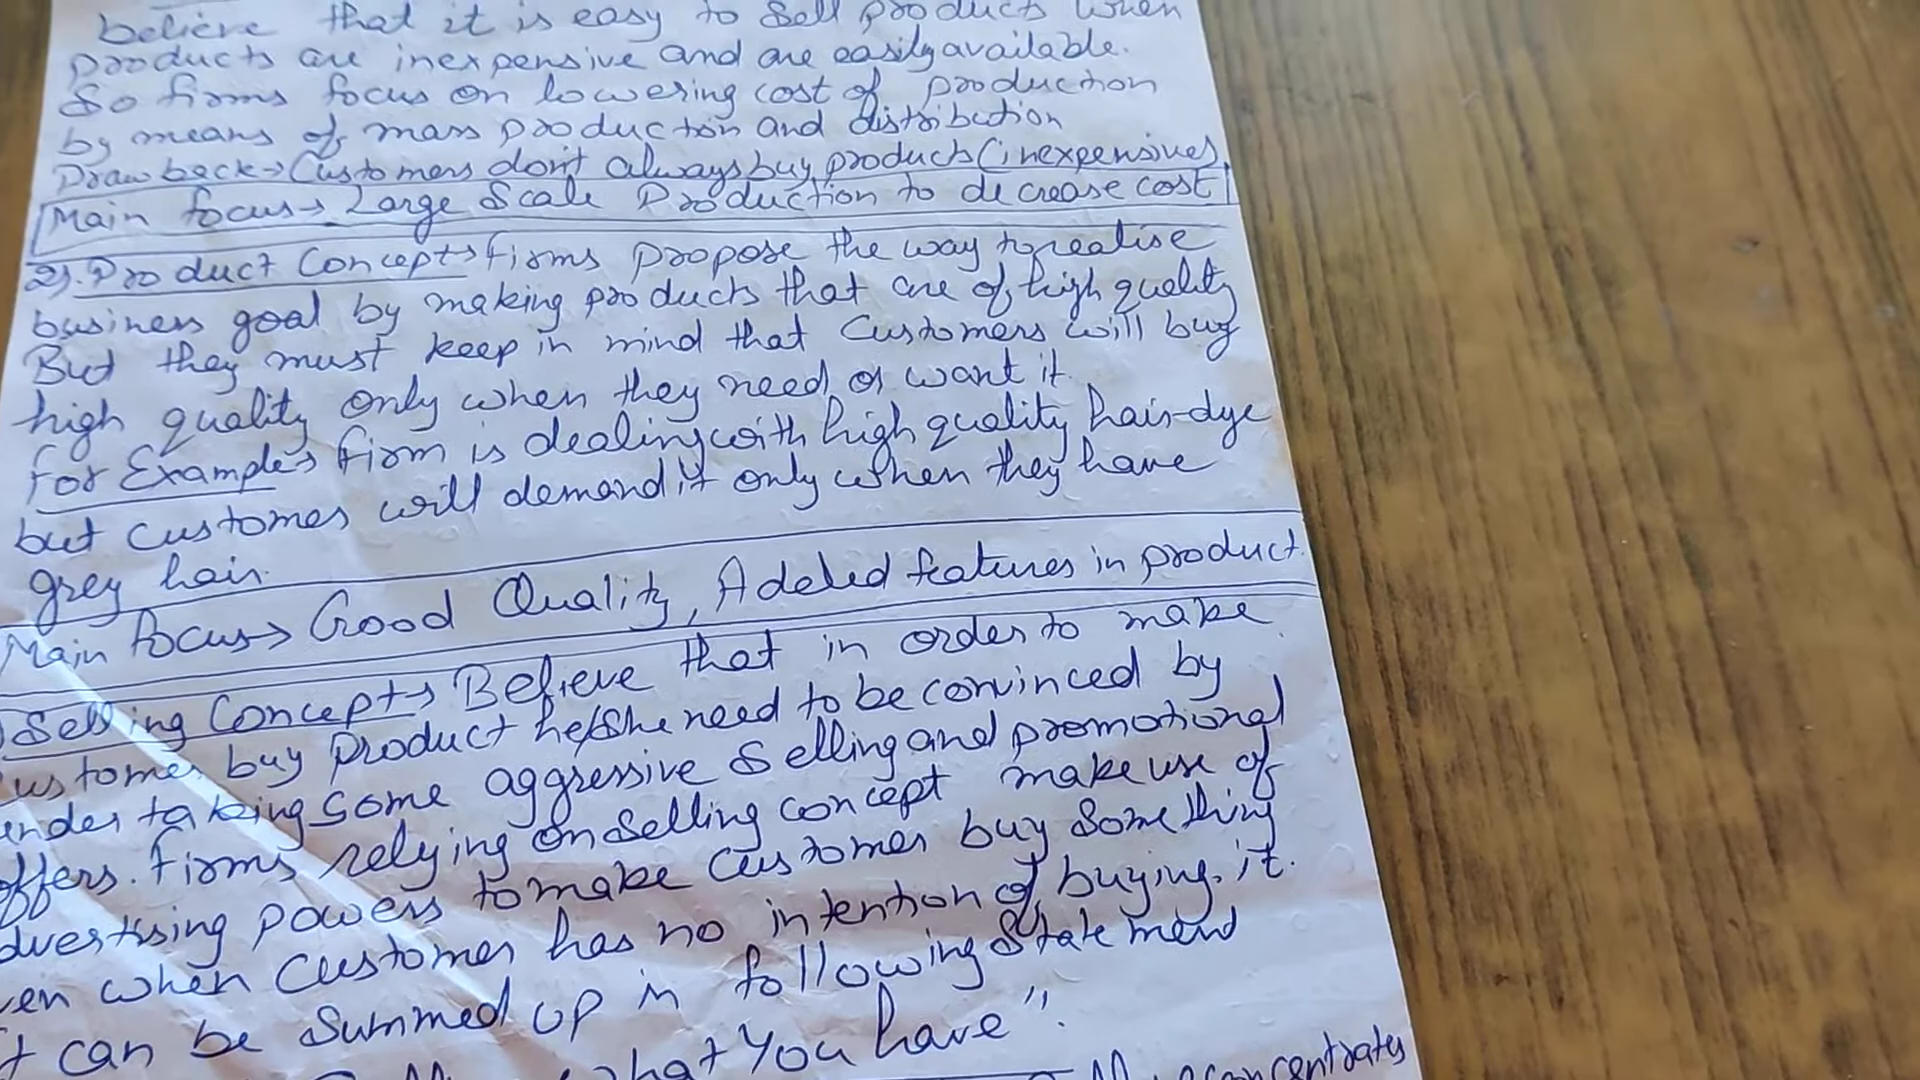 believe that it is easy to sell products when
products are inexpensive and are easily available.
So firms focus on lowering cost of production
by means of mass production and distribution
Drawback→ Customers don't always buy products (inexpensive)
Main focus→ Large Scale Production to decrease cost
2). Product Concept→ firms propose the way to realise
business goal by making products that are of high quality
But they must keep in mind that Customers will buy
high quality only when they need or want it
For Example→ firm is dealing with high quality hair-dye
but customers will demand it only when they have
grey hair.
Main Focus→ Good Quality, Added features in product.
Selling Concept→ Believe that in order to make
ustomer buy product he/she need to be convinced by
nder taking some aggressive selling and promotional
ffers. Firms relying on selling concept make use of
dvertising powers to make customer buy something
ven when customer has no intention of buying it.
t can be summed up in following statement
what You have".
concentrates